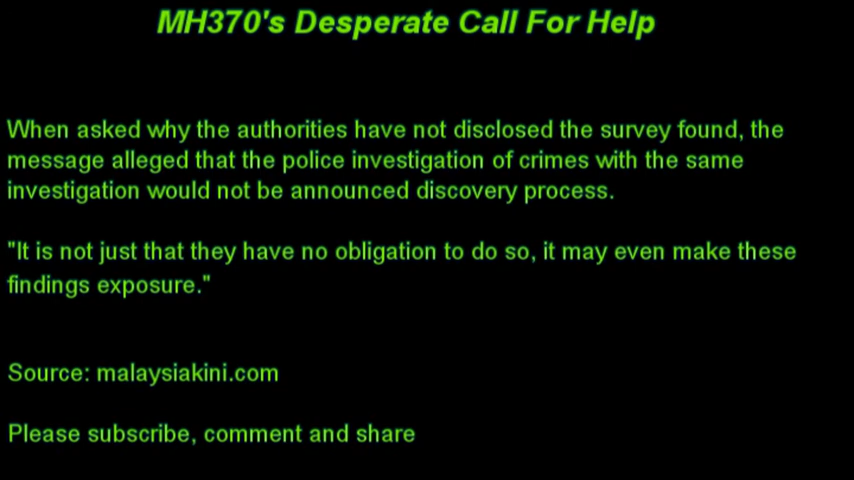 MH370's Desperate Call For Help
When asked why the authorities have not disclosed the survey found, the
message alleged that the police investigation of crimes with the same
investigation would not be announced discovery process.
"It is not just that they have no obligation to do so, it may even make these
findings exposure."
Source: malaysiakini.com
Please subscribe, comment and share